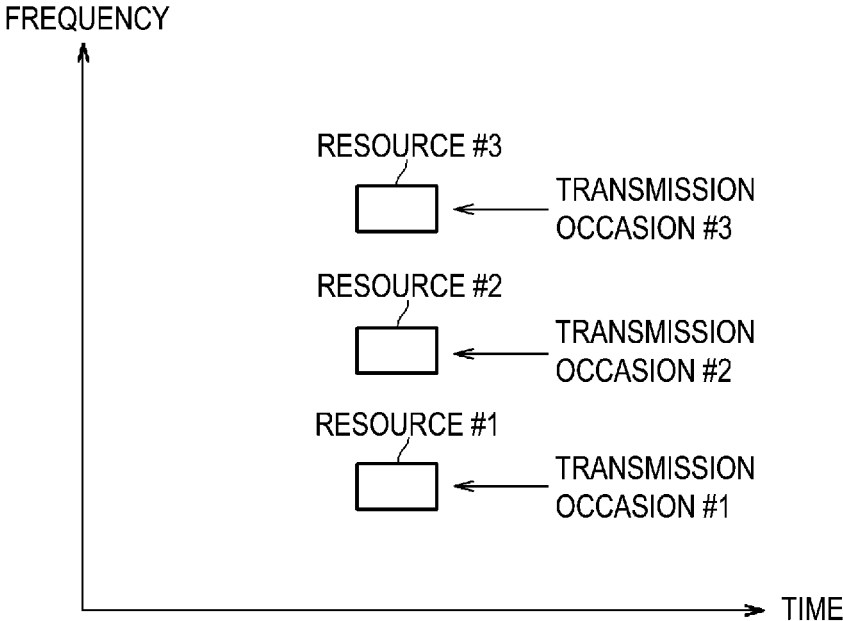 FREQUENCY
RESOURCE #3
TRANSMISSION
OCCASION #3
RESOURCE #2
TRANSMISSION
OCCASION #2
RESOURCE #1
TRANSMISSION
OCCASION #1
TIME